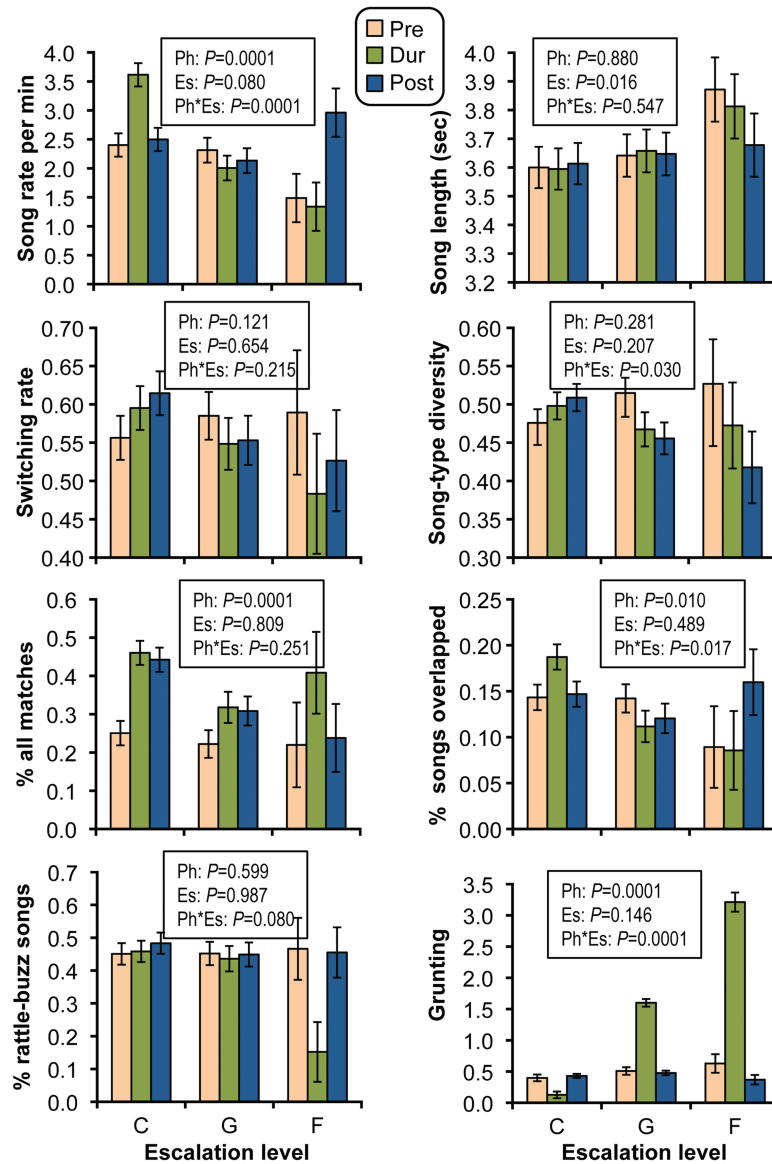 Pre
Dur
Post
Song rate per min
4.0
3.5
3.0
2.5
2.0
1.5
1.0
0.5
0.0
Ph: P=0.0001
Es: P=0.080
Ph*Es: P=0.0001
Song length (sec)
4.0
3.9
3.8
3.7
3.6
3.5
3.4
3.3
3.2
Ph: P=0.880
Es: P=0.016
Ph*Es: P=0.547
Switching rate
0.70
0.65
0.60
0.55
0.50
0.45
0.40
Ph: P=0.121
Es: P=0.654
Ph*Es: P=0.215
Song-type diversity
0.60
0.55
0.50
0.45
0.40
0.35
0.30
Ph: P=0.281
Es: P=0.207
Ph*Es: P=0.030
% all matches
0.6
0.5
0.4
0.3
0.2
0.1
0.0
Ph: P=0.0001
Es: P=0.809
Ph*Es: P=0.251
% songs overlapped
0.25
0.20
0.15
0.10
0.05
0.00
Ph: P=0.010
Es: P=0.489
Ph*Es: P=0.017
% rattle-buzz songs
0.7
0.6
0.5
0.4
0.3
0.2
0.1
0.0
Ph: P=0.599
Es: P=0.987
Ph*Es: P=0.080
C G F
Escalation level
Grunting
3.5
3.0
2.5
2.0
1.5
1.0
0.5
0.0
Ph: P=0.0001
Es: P=0.146
Ph*Es: P=0.0001
C G F
Escalation level